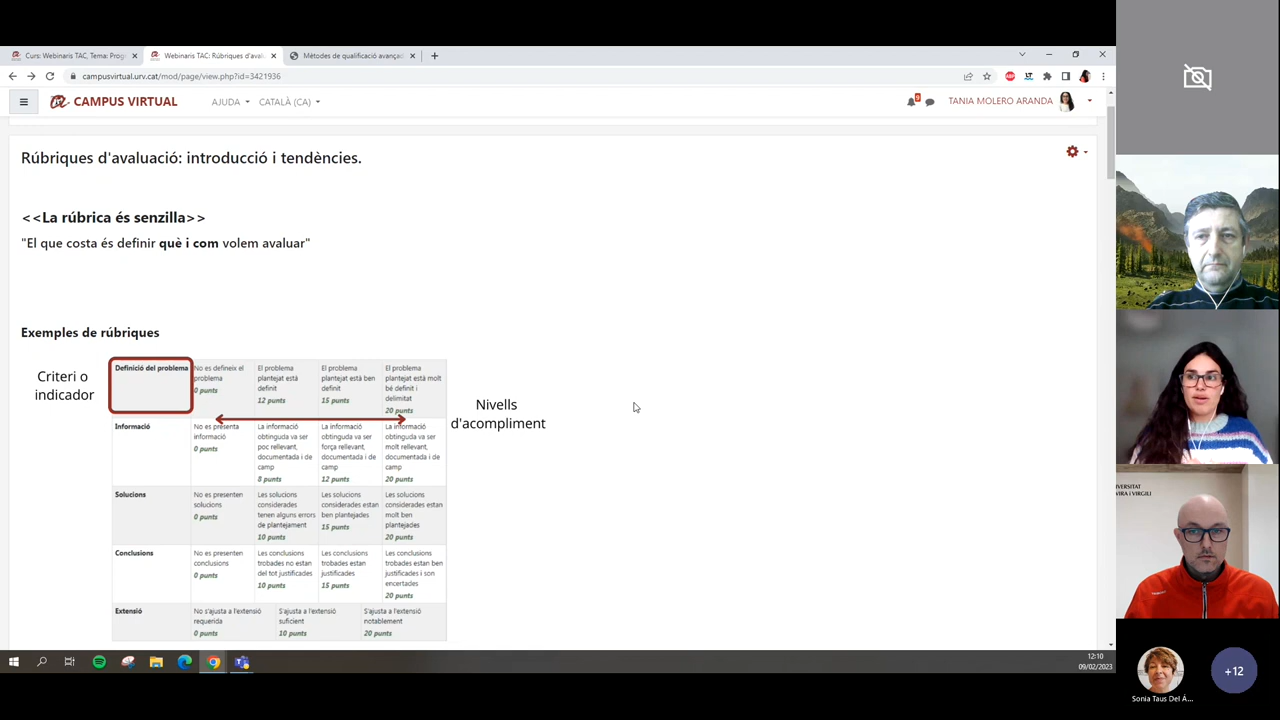 Curs: Webinaris TAC, Tema: Prog
Webinaris TAC: Rúbriques d'avalu
Mètodes de qualificació avança
campusvirtual.urv.cat/mod/page/view.php?id=3421936
CAMPUS VIRTUAL
AJUDA
CATALÀ (CA)
TANIA MOLERO ARANDA
Rúbriques d'avaluació: introducció i tendències.
<<La rúbrica és senzilla>>
"El que costa és definir què i com volem avaluar"
Exemples de rúbriques
Criteri o
indicador
Definició del problema
No es defineix el
problema
0 punts
El problema
plantejat està
definit
12 punts
El problema
plantejat està ben
definit
15 punts
El problema
plantejat està molt
bé definit i
delimitat
20 punts
Nivells
d'acompliment
Informació
No es presenta
informació
0 punts
La informació
obtinguda va ser
poc rellevant,
documentada i de
camp
8 punts
La informació
obtinguda va ser
força rellevant,
documentada i de
camp
12 punts
La informació
obtinguda va ser
molt rellevant,
documentada i de
camp
20 punts
Solucions
No es presenten
solucions
0 punts
Les solucions
considerades
tenen alguns errors
de plantejament
10 punts
Les solucions
considerades estan
ben plantejades
15 punts
Les solucions
considerades estan
molt ben
plantejades
20 punts
Conclusions
No es presenten
conclusions
0 punts
Les conclusions
trobades no estan
del tot justificades
10 punts
Les conclusions
trobades estan
justificades
15 punts
Les conclusions
trobades estan ben
justificades i son
encertades
20 punts
Extensió
No s'ajusta a l'extensió
requerida
0 punts
S'ajusta a l'extensió
suficient
10 punts
S'ajusta a l'extensió
notablement
20 punts
12:10
09/02/2023
IVERSITAT
VIRA I VIRGILI
Sonia Taus Del Á...
+12